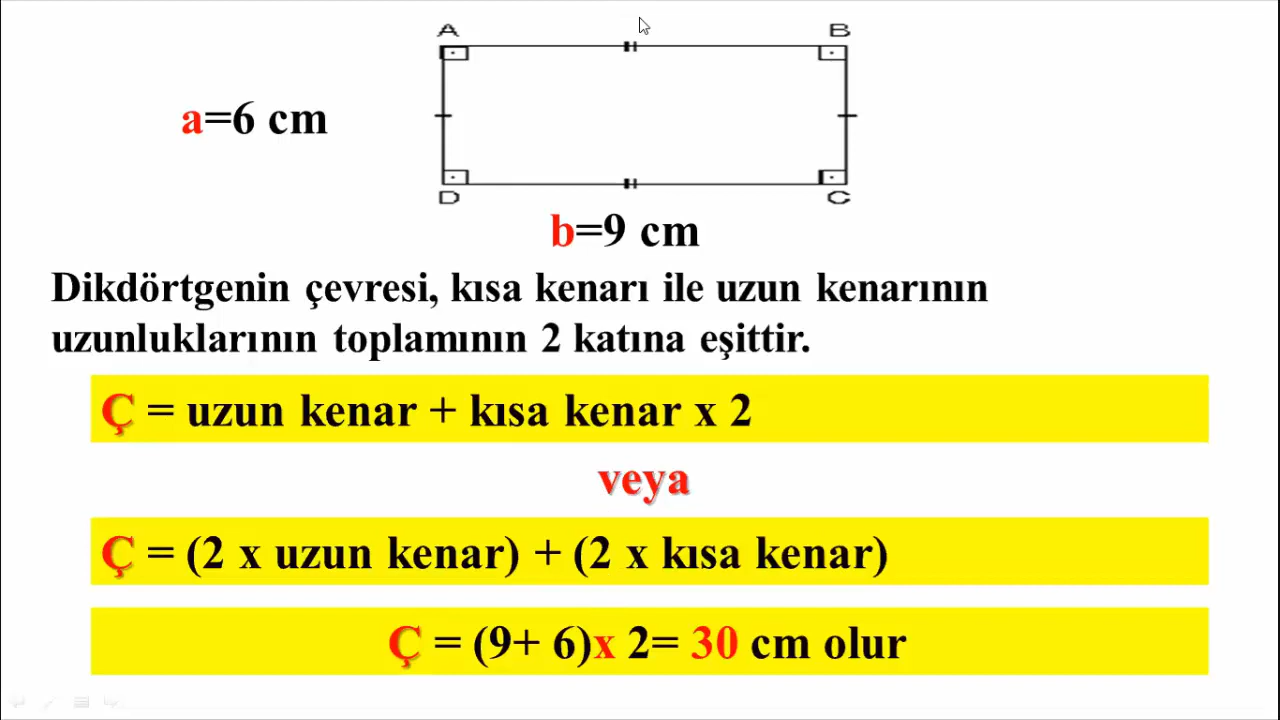 A B
a=6 cm
D C
b=9 cm
Dikdörtgenin çevresi, kısa kenarı ile uzun kenarının
uzunluklarının toplamının 2 katına eşittir.
Ç = uzun kenar + kısa kenar x 2
veya
Ç = (2 x uzun kenar) + (2 x kısa kenar)
Ç = (9+ 6)x 2= 30 cm olur